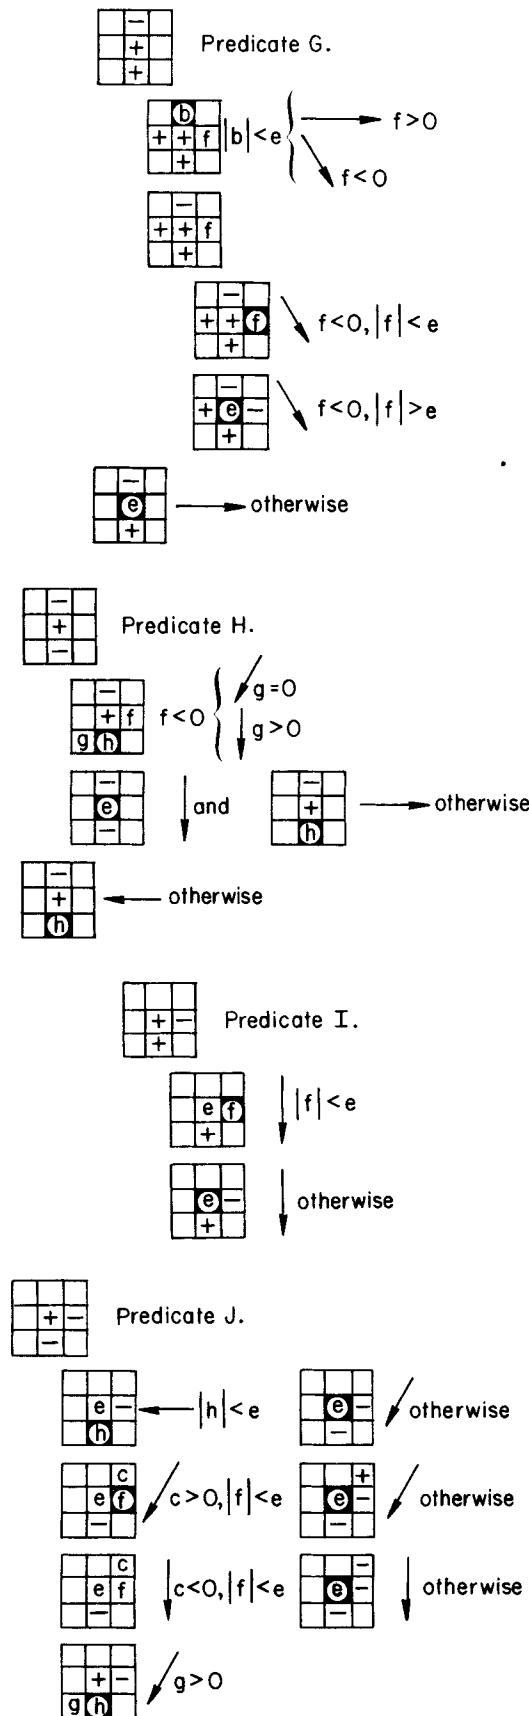 −
+ Predicate G.
+
b
+ + f |b|<e f>0
+ f<0
−
+ + f
+
−
+ + f f<0, |f|<e
+
−
+ e − f<0, |f|>e
+
−
e otherwise
+
−
+ Predicate H.
−
−
+ f f<0 g=0
g h g>0
− −
e and + otherwise
− h
−
+ otherwise
h
+ − Predicate I.
+
e f |f|<e
+
e − otherwise
+
+ − Predicate J.
−
e − |h|<e e − otherwise
h −
c +
e f c>0, |f|<e e − otherwise
− −
c −
e f c<0, |f|<e e − otherwise
− −
+ − g>0
g h